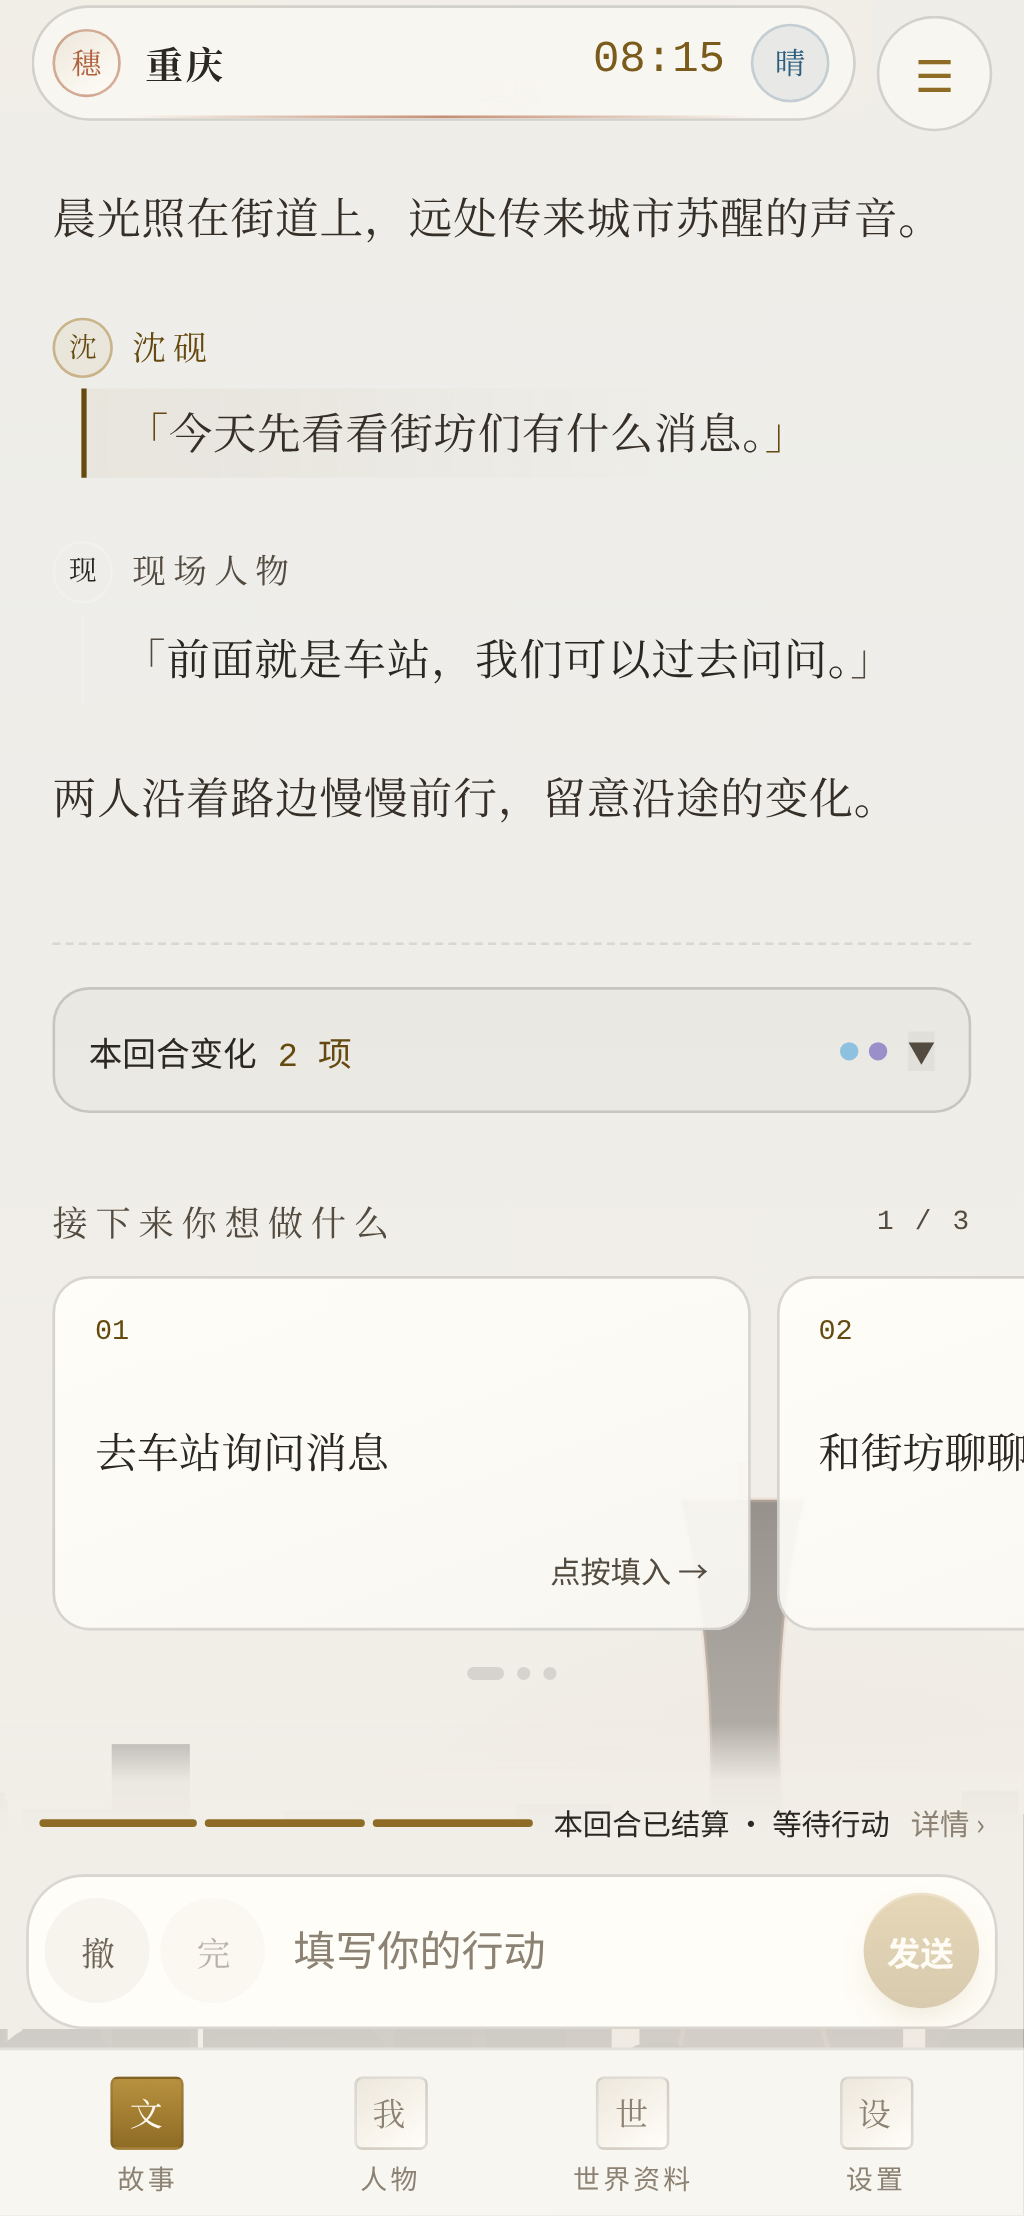 穗 重庆 08:15 晴 ☰
晨光照在街道上，远处传来城市苏醒的声音。
沈 沈砚
「今天先看看街坊们有什么消息。」
现 现场人物
「前面就是车站，我们可以过去问问。」
两人沿着路边慢慢前行，留意沿途的变化。
本回合变化 2 项 ▼
接下来你想做什么 1 / 3
01 02
去车站询问消息 和街坊聊聊
点按填入 →
本回合已结算 · 等待行动 详情 ›
撤 完 填写你的行动 发送
文 我 世 设
故事 人物 世界资料 设置